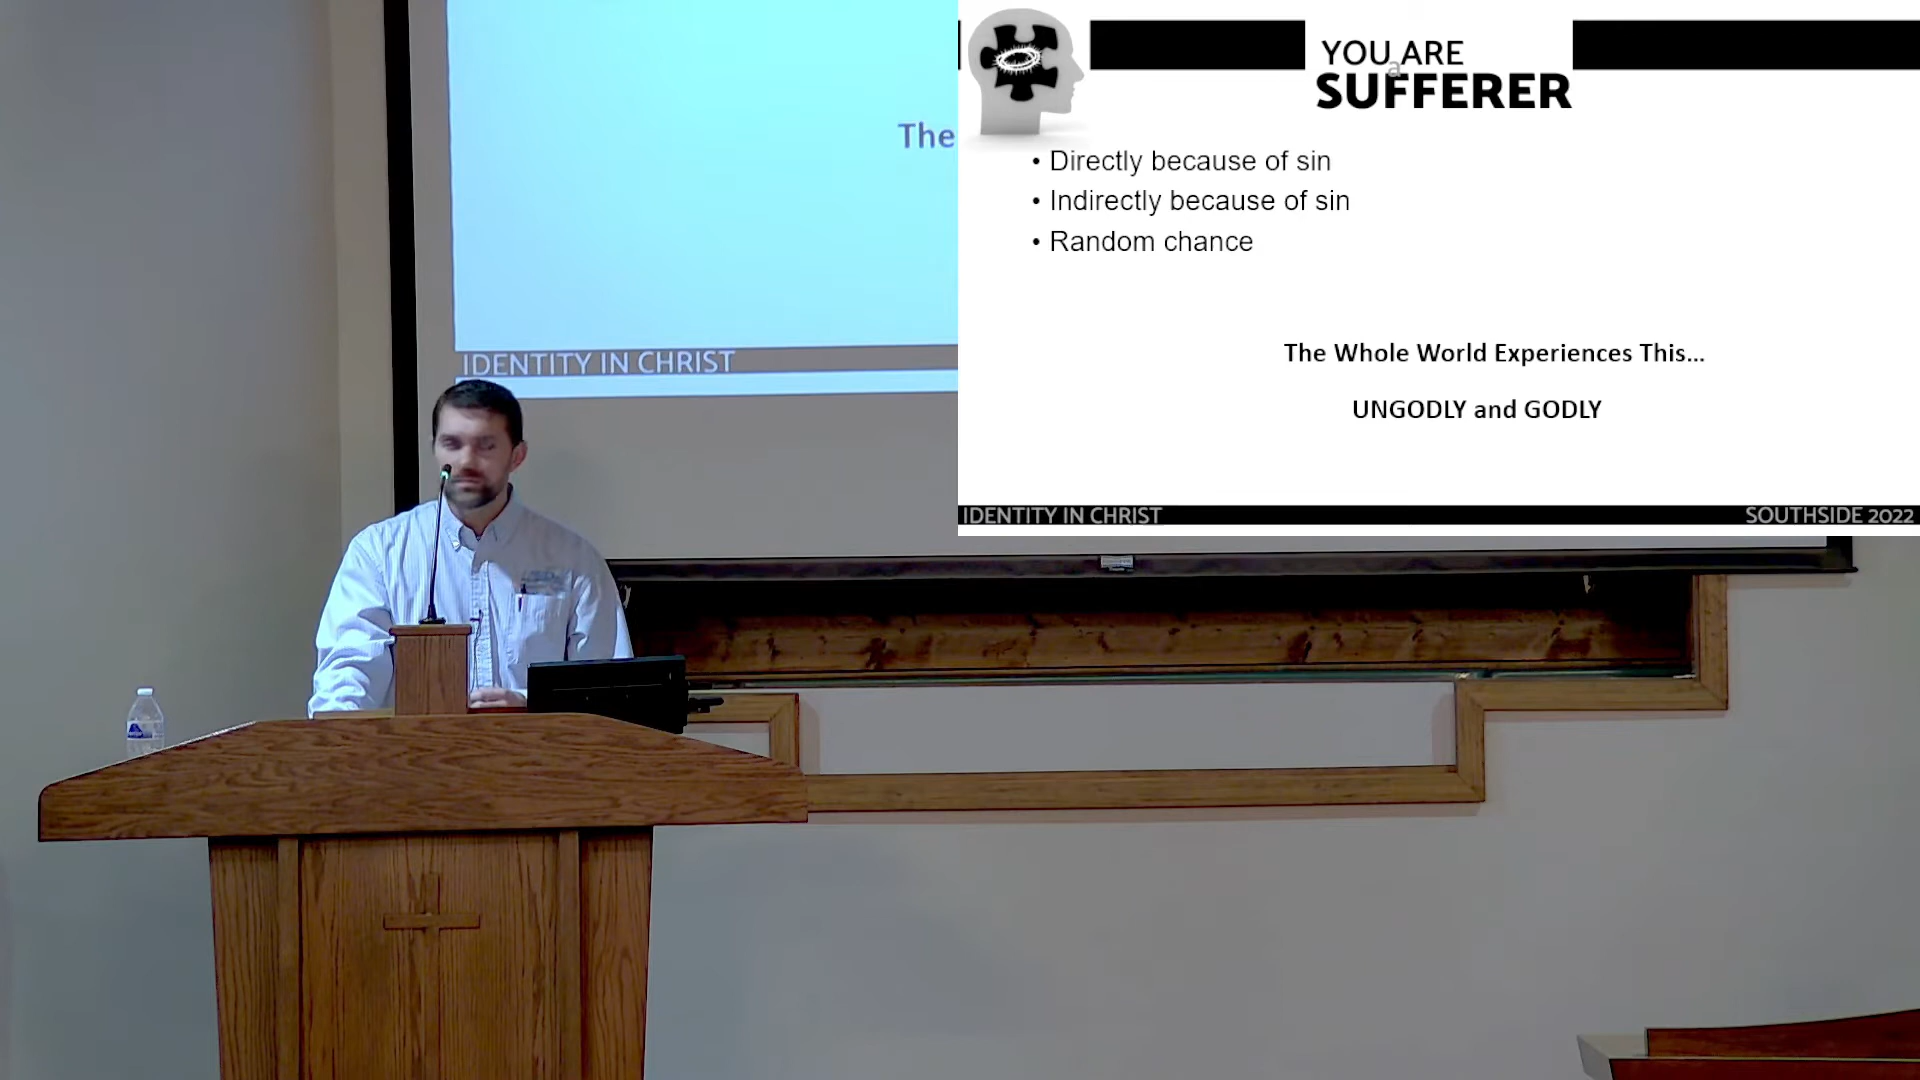 The
IDENTITY IN CHRIST
YOU ARE
a
SUFFERER
• Directly because of sin
• Indirectly because of sin
• Random chance
The Whole World Experiences This...
UNGODLY and GODLY
IDENTITY IN CHRIST
SOUTHSIDE 2022